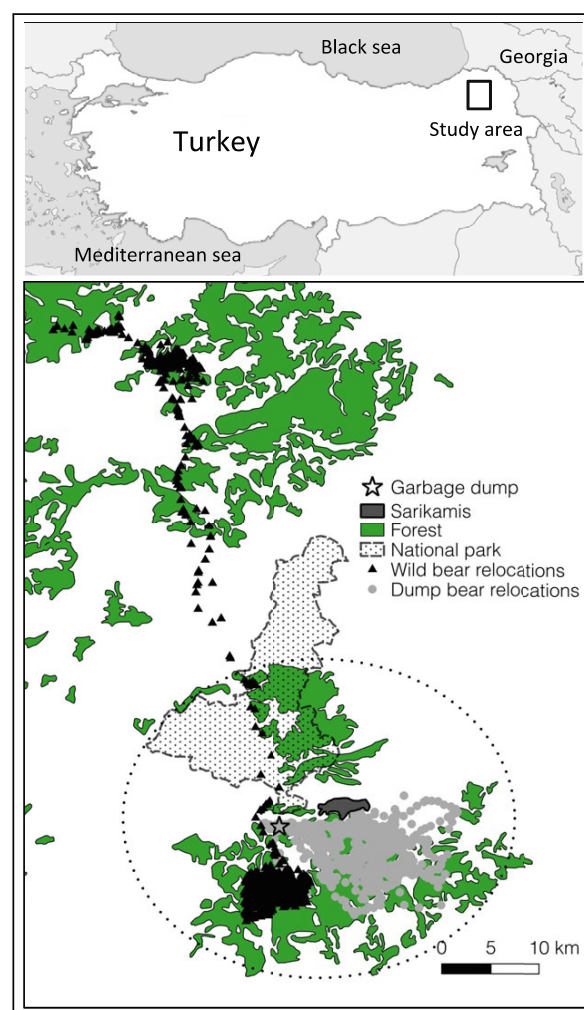 Black sea
Georgia
Turkey
Study area
Mediterranean sea
Garbage dump
Sarikamis
Forest
National park
Wild bear relocations
Dump bear relocations
0 5 10 km